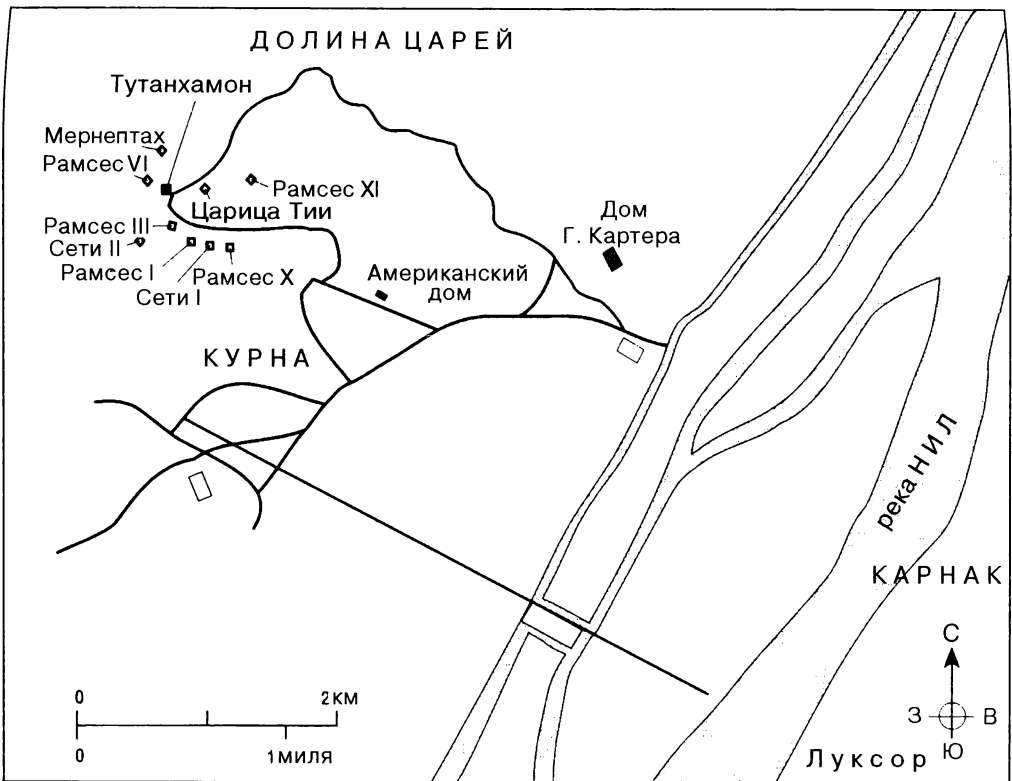 ДОЛИНА ЦАРЕЙ
Тутанхамон
Мернептах
Рамсес VI
Рамсес XI
Царица Тии
Рамсес III
Сети II
Рамсес I
Рамсес X
Сети I
Дом
Г. Картера
Американский
дом
КУРНА
река НИЛ
КАРНАК
С
З
В
Ю
Луксор
0
2 КМ
0
1 МИЛЯ